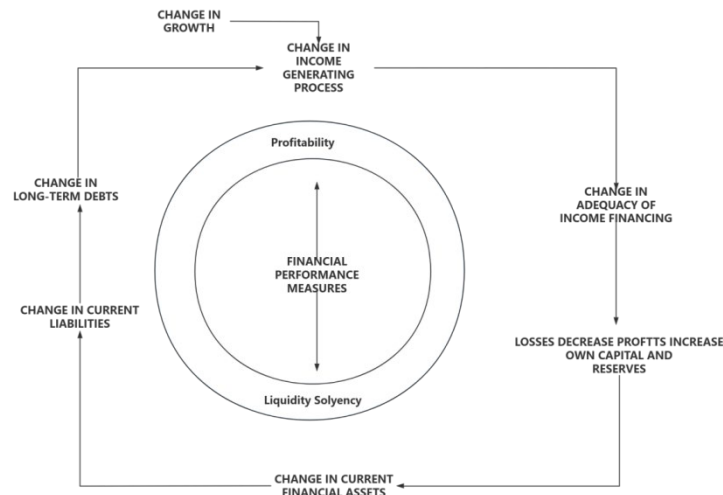 CHANGE IN
GROWTH
CHANGE IN
INCOME
GENERATING
PROCESS
Profitability
CHANGE IN
LONG-TERM DEBTS
CHANGE IN
ADEQUACY OF
INCOME FINANCING
FINANCIAL
PERFORMANCE
MEASURES
CHANGE IN CURRENT
LIABILITIES
LOSSES DECREASE PROFTTS INCREASE
OWN CAPITAL AND
RESERVES
Liquidity Solyency
CHANGE IN CURRENT
FINANCIAL ASSETS